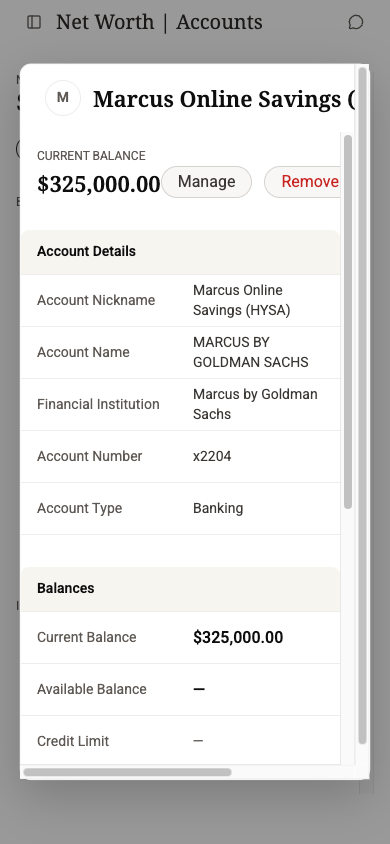 Net Worth | Accounts
M
Marcus Online Savings (
CURRENT BALANCE
$325,000.00
Manage
Remove
Account Details
Account Nickname
Marcus Online
Savings (HYSA)
Account Name
MARCUS BY
GOLDMAN SACHS
Financial Institution
Marcus by Goldman
Sachs
Account Number
x2204
Account Type
Banking
Balances
Current Balance
$325,000.00
Available Balance
—
Credit Limit
—